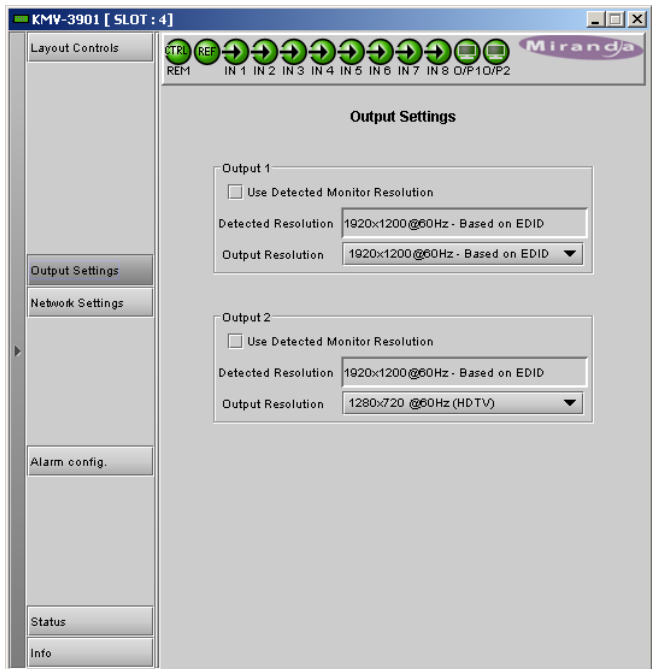 KMV-3901 [ SLOT : 4]
Layout Controls
CTRL REF
REM IN 1 IN 2 IN 3 IN 4 IN 5 IN 6 IN 7 IN 8 O/P1 O/P2
Miranda
Output Settings
Output 1
Use Detected Monitor Resolution
Detected Resolution 1920x1200@60Hz - Based on EDID
Output Resolution 1920x1200@60Hz - Based on EDID
Output Settings
Network Settings
Output 2
Use Detected Monitor Resolution
Detected Resolution 1920x1200@60Hz - Based on EDID
Output Resolution 1280x720 @60Hz (HDTV)
Alarm config.
Status
Info